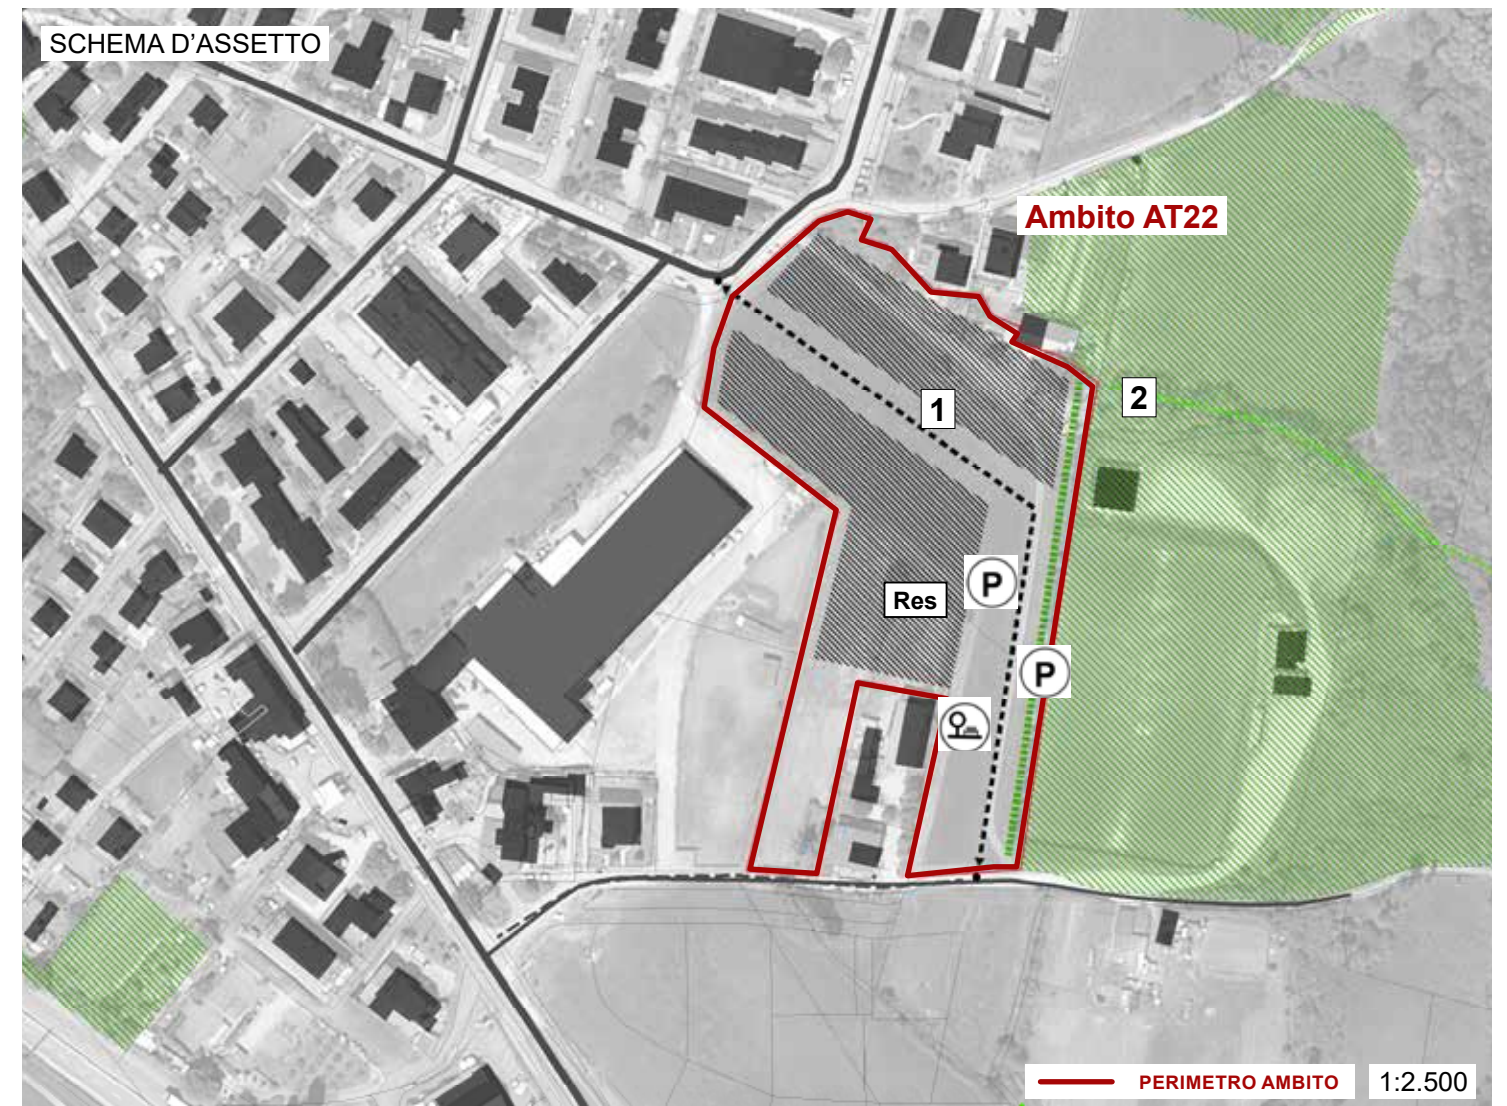 SCHEMA D'ASSETTO
Ambito AT22
1
2
P
Res
P
PERIMETRO AMBITO
1:2.500